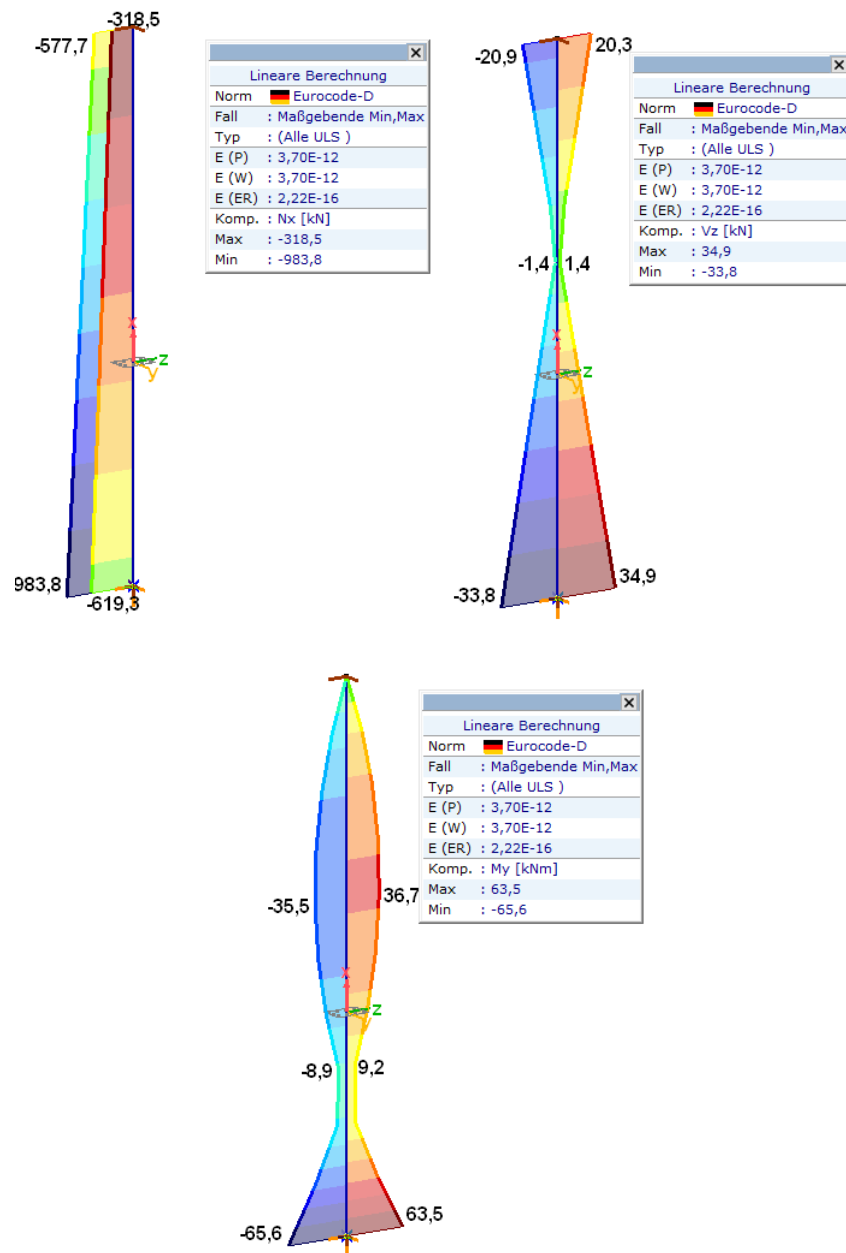 -318,5
-577,7
983,8
-619,3
x
z
y
Lineare Berechnung
Norm Eurocode-D
Fall : Maßgebende Min,Max
Typ : (Alle ULS )
E (P) : 3,70E-12
E (W) : 3,70E-12
E (ER) : 2,22E-16
Komp. : Nx [kN]
Max : -318,5
Min : -983,8
-20,9
20,3
-1,4
1,4
x
z
y
-33,8
34,9
Lineare Berechnung
Norm Eurocode-D
Fall : Maßgebende Min,Max
Typ : (Alle ULS )
E (P) : 3,70E-12
E (W) : 3,70E-12
E (ER) : 2,22E-16
Komp. : Vz [kN]
Max : 34,9
Min : -33,8
-35,5
36,7
x
z
y
-8,9
9,2
-65,6
63,5
Lineare Berechnung
Norm Eurocode-D
Fall : Maßgebende Min,Max
Typ : (Alle ULS )
E (P) : 3,70E-12
E (W) : 3,70E-12
E (ER) : 2,22E-16
Komp. : My [kNm]
Max : 63,5
Min : -65,6